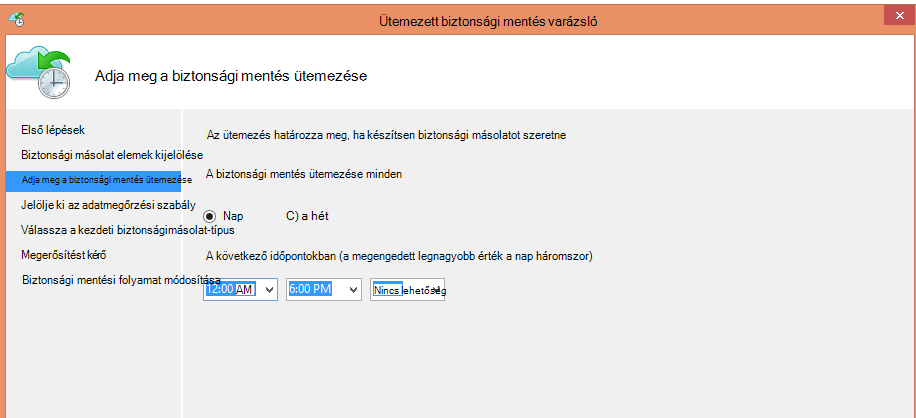 Ütemezett biztonsági mentés varázsló
Adja meg a biztonsági mentés ütemezése
Első lépések
Biztonsági másolat elemek kijelölése
Adja meg a biztonsági mentés ütemezése
Jelölje ki az adatmegőrzési szabály
Válassza a kezdeti biztonságimásolat-típus
Megerősítést kérő
Biztonsági mentési folyamat módosítása
Az ütemezés határozza meg, ha készítsen biztonsági másolatot szeretne
A biztonsági mentés ütemezése minden
Nap C) a hét
A következő időpontokban (a megengedett legnagyobb érték a nap háromszor)
12:00 AM 6:00 PM Nincs lehetőség